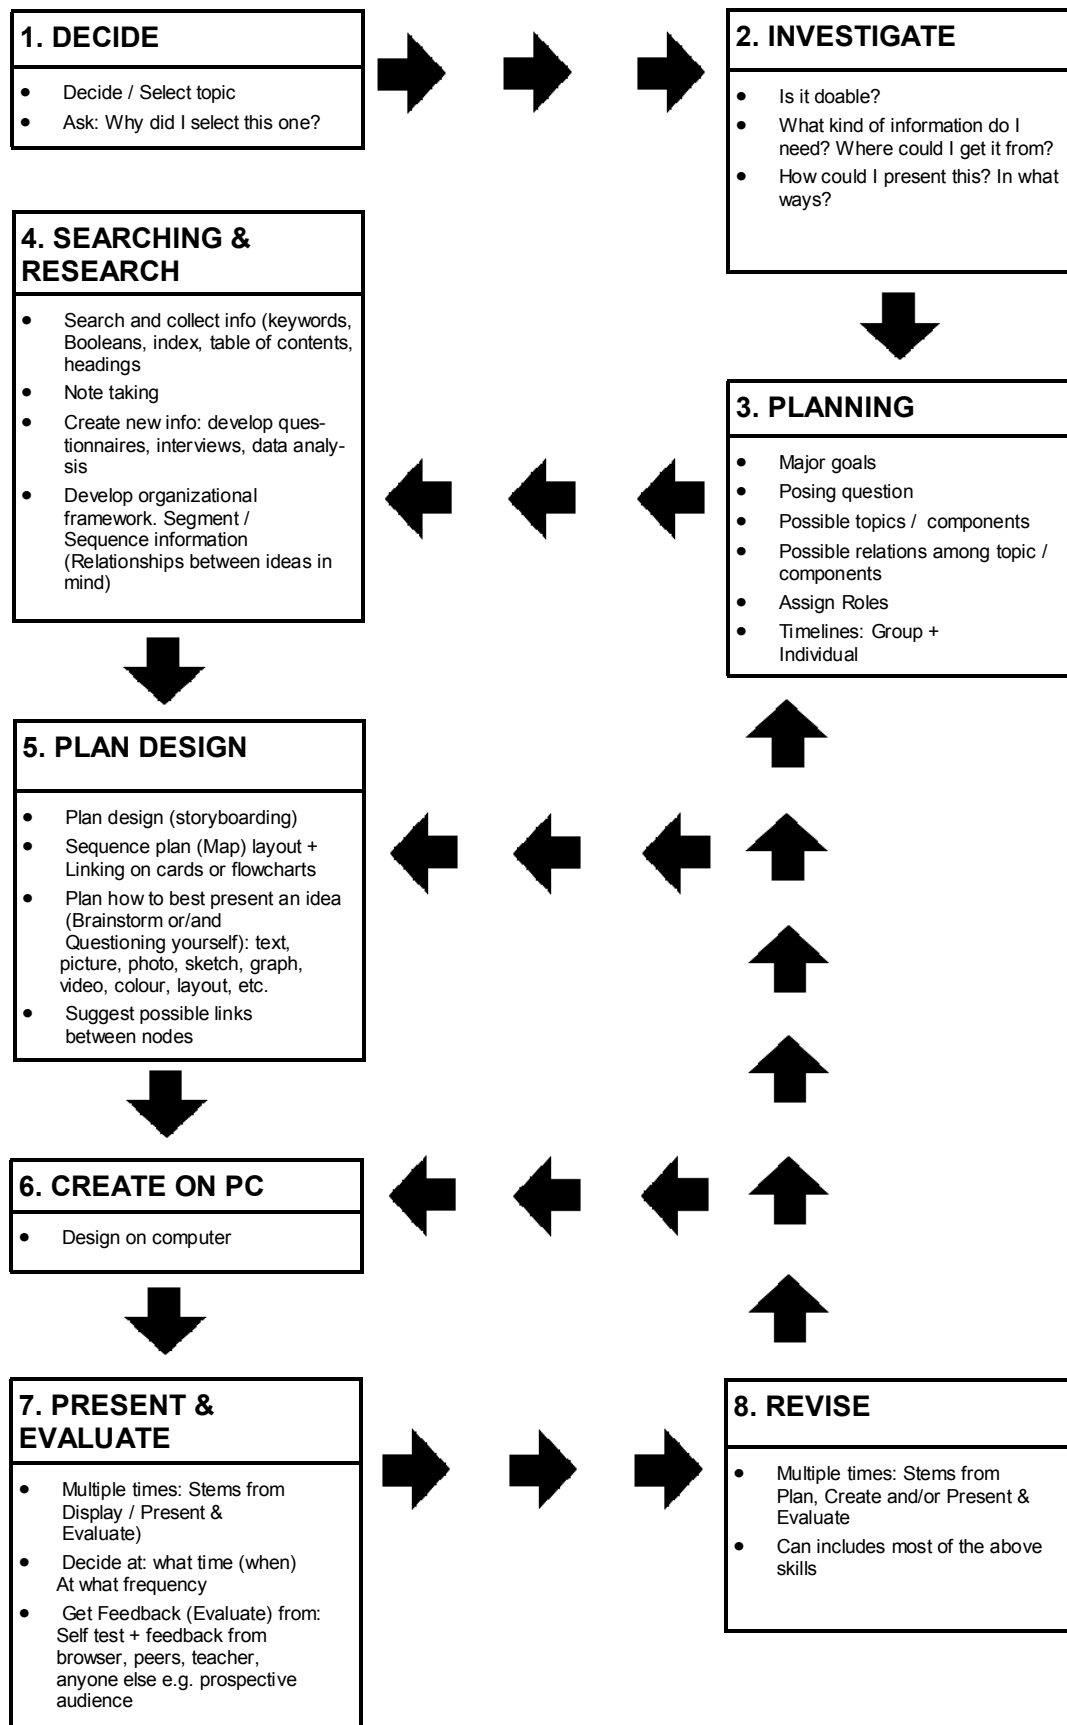 1. DECIDE
• Decide / Select topic
• Ask: Why did I select this one?
2. INVESTIGATE
• Is it doable?
• What kind of information do I
need? Where could I get it from?
• How could I present this? In what
ways?
3. PLANNING
• Major goals
• Posing question
• Possible topics / components
• Possible relations among topic /
components
• Assign Roles
• Timelines: Group +
Individual
4. SEARCHING &
RESEARCH
• Search and collect info (keywords,
Booleans, index, table of contents,
headings
• Note taking
• Create new info: develop ques-
tionnaires, interviews, data analy-
sis
• Develop organizational
framework. Segment /
Sequence information
(Relationships between ideas in
mind)
5. PLAN DESIGN
• Plan design (storyboarding)
• Sequence plan (Map) layout +
Linking on cards or flowcharts
• Plan how to best present an idea
(Brainstorm or/and
Questioning yourself): text,
picture, photo, sketch, graph,
video, colour, layout, etc.
• Suggest possible links
between nodes
6. CREATE ON PC
• Design on computer
7. PRESENT &
EVALUATE
• Multiple times: Stems from
Display / Present &
Evaluate)
• Decide at: what time (when)
At what frequency
• Get Feedback (Evaluate) from:
Self test + feedback from
browser, peers, teacher,
anyone else e.g. prospective
audience
8. REVISE
• Multiple times: Stems from
Plan, Create and/or Present &
Evaluate
• Can includes most of the above
skills